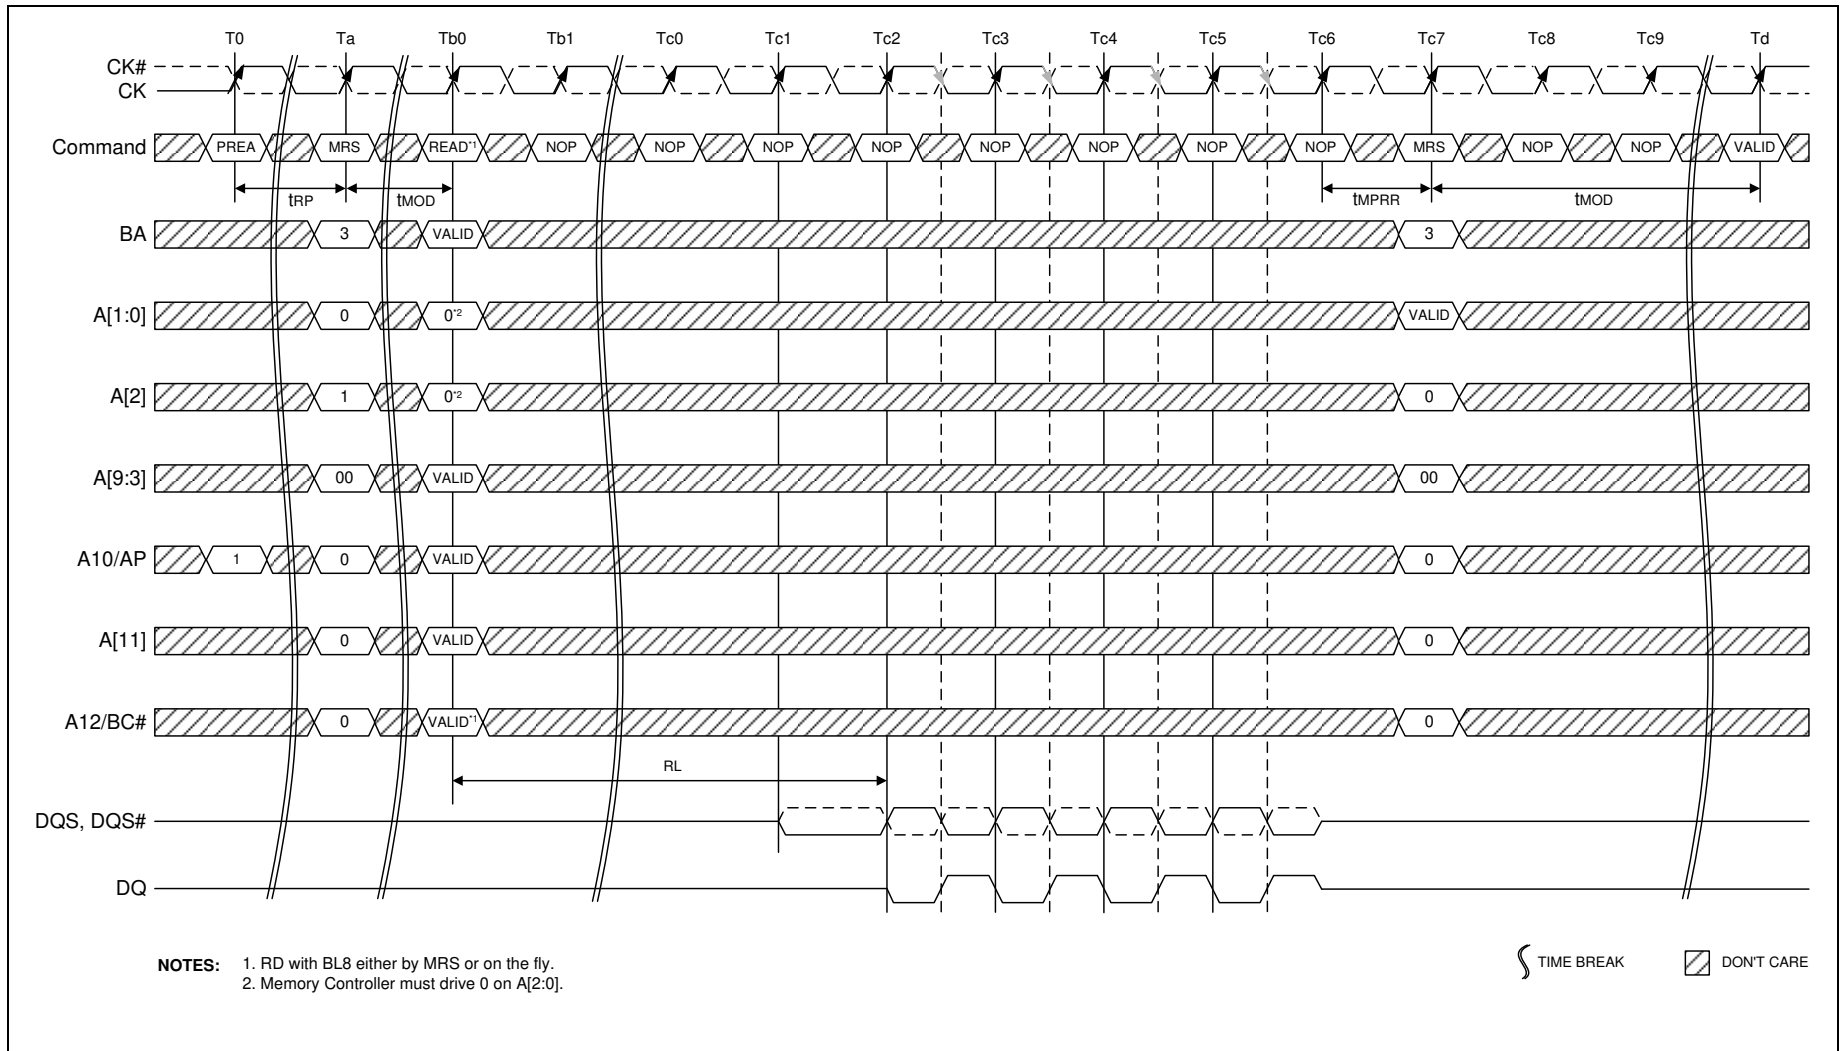 T0 Ta Tb0 Tb1 Tc0 Tc1 Tc2 Tc3 Tc4 Tc5 Tc6 Tc7 Tc8 Tc9 Td
CK#
CK
Command PREA MRS READ*1 NOP NOP NOP NOP NOP NOP NOP NOP MRS NOP NOP VALID
tRP tMOD tMPRR tMOD
BA 3 VALID 3
A[1:0] 0 0*2 VALID
A[2] 1 0*2 0
A[9:3] 00 VALID 00
A10/AP 1 0 VALID 0
A[11] 0 VALID 0
A12/BC# 0 VALID*1 0
RL
DQS, DQS#
DQ
NOTES: 1. RD with BL8 either by MRS or on the fly.
2. Memory Controller must drive 0 on A[2:0].
TIME BREAK DON'T CARE